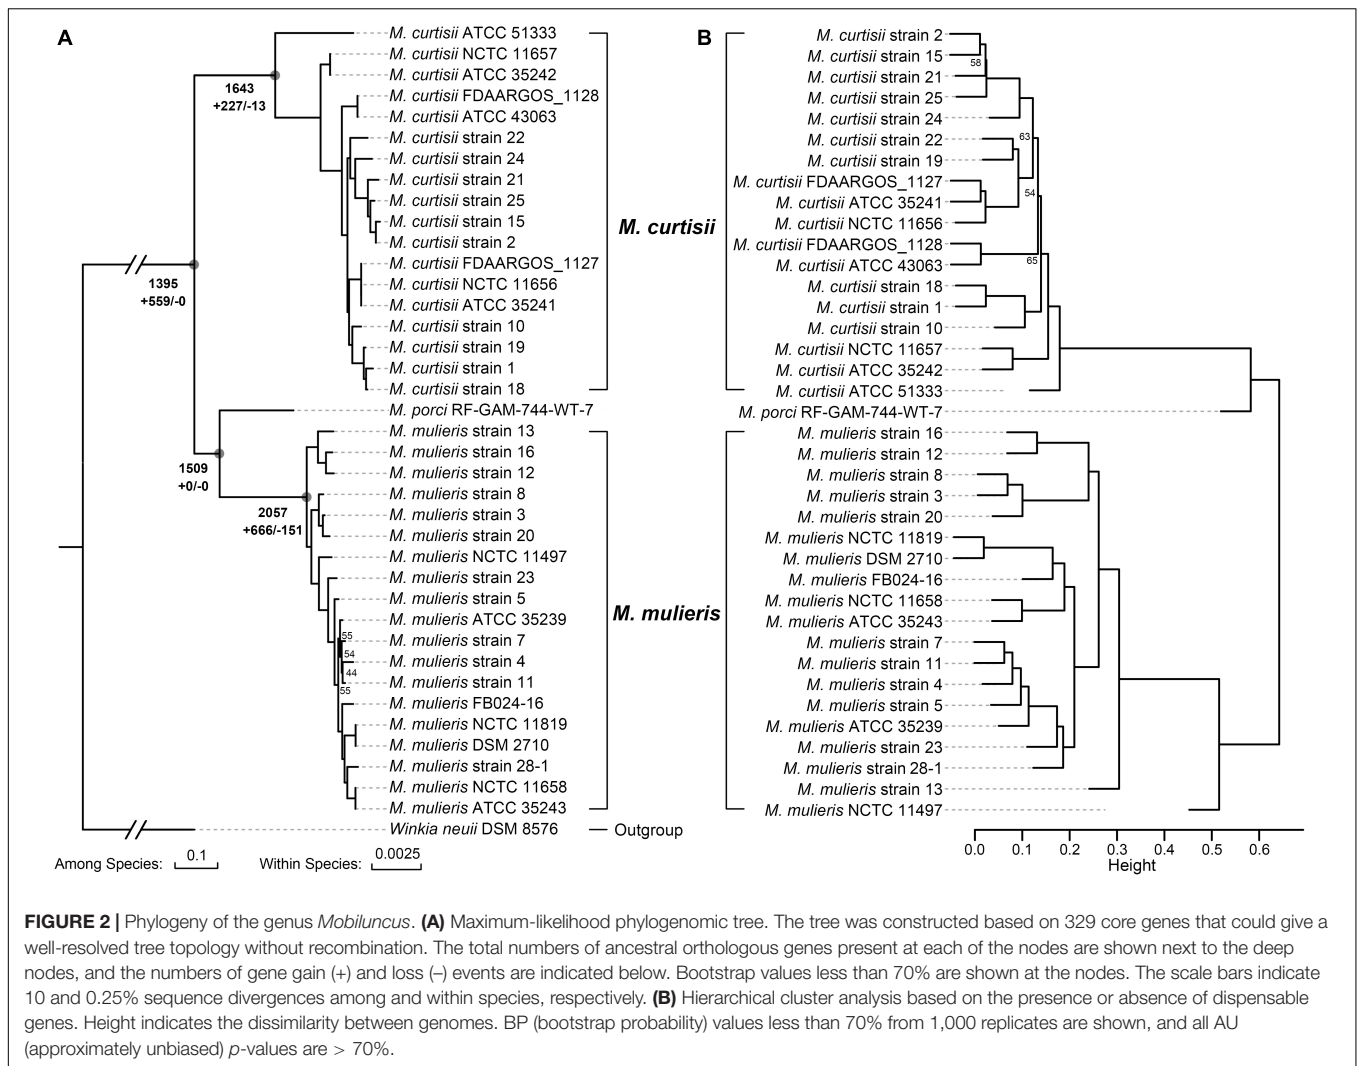 A
M. curtisii ATCC 51333
M. curtisii NCTC 11657
M. curtisii ATCC 35242
1643
+227/-13
M. curtisii FDAARGOS_1128
M. curtisii ATCC 43063
M. curtisii strain 22
M. curtisii strain 24
M. curtisii strain 21
M. curtisii strain 25
M. curtisii strain 15
M. curtisii strain 2
M. curtisii FDAARGOS_1127
1395
+559/-0
M. curtisii NCTC 11656
M. curtisii ATCC 35241
M. curtisii strain 10
M. curtisii strain 19
M. curtisii strain 1
M. curtisii strain 18
M. porci RF-GAM-744-WT-7
M. mulieris strain 13
M. mulieris strain 16
1509
+0/-0
M. mulieris strain 12
M. mulieris strain 8
2057
+666/-151
M. mulieris strain 3
M. mulieris strain 20
M. mulieris NCTC 11497
M. mulieris strain 23
M. mulieris strain 5
M. mulieris ATCC 35239
55
M. mulieris strain 7
54
M. mulieris strain 4
44
M. mulieris strain 11
55
M. mulieris FB024-16
M. mulieris NCTC 11819
M. mulieris DSM 2710
M. mulieris strain 28-1
M. mulieris NCTC 11658
M. mulieris ATCC 35243
Winkia neuii DSM 8576
Outgroup
Among Species: 0.1
Within Species: 0.0025
M. curtisii
M. mulieris
B
M. curtisii strain 2
M. curtisii strain 15
58
M. curtisii strain 21
M. curtisii strain 25
M. curtisii strain 24
63
M. curtisii strain 22
M. curtisii strain 19
M. curtisii FDAARGOS_1127
54
M. curtisii ATCC 35241
M. curtisii NCTC 11656
M. curtisii FDAARGOS_1128
65
M. curtisii ATCC 43063
M. curtisii strain 18
M. curtisii strain 1
M. curtisii strain 10
M. curtisii NCTC 11657
M. curtisii ATCC 35242
M. curtisii ATCC 51333
M. porci RF-GAM-744-WT-7
M. mulieris strain 16
M. mulieris strain 12
M. mulieris strain 8
M. mulieris strain 3
M. mulieris strain 20
M. mulieris NCTC 11819
M. mulieris DSM 2710
M. mulieris FB024-16
M. mulieris NCTC 11658
M. mulieris ATCC 35243
M. mulieris strain 7
M. mulieris strain 11
M. mulieris strain 4
M. mulieris strain 5
M. mulieris ATCC 35239
M. mulieris strain 23
M. mulieris strain 28-1
M. mulieris strain 13
M. mulieris NCTC 11497
0.0 0.1 0.2 0.3 0.4 0.5 0.6
Height
FIGURE 2 | Phylogeny of the genus Mobiluncus. (A) Maximum-likelihood phylogenomic tree. The tree was constructed based on 329 core genes that could give a
well-resolved tree topology without recombination. The total numbers of ancestral orthologous genes present at each of the nodes are shown next to the deep
nodes, and the numbers of gene gain (+) and loss (–) events are indicated below. Bootstrap values less than 70% are shown at the nodes. The scale bars indicate
10 and 0.25% sequence divergences among and within species, respectively. (B) Hierarchical cluster analysis based on the presence or absence of dispensable
genes. Height indicates the dissimilarity between genomes. BP (bootstrap probability) values less than 70% from 1,000 replicates are shown, and all AU
(approximately unbiased) p-values are > 70%.